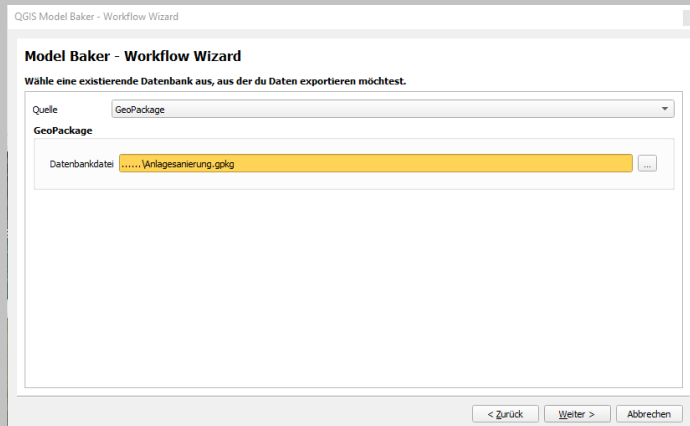 QGIS Model Baker - Workflow Wizard
Model Baker - Workflow Wizard
Wähle eine existierende Datenbank aus, aus der du Daten exportieren möchtest.
Quelle GeoPackage
GeoPackage
Datenbankdatei ......\Anlagesanierung.gpkg ...
< Zurück Weiter > Abbrechen